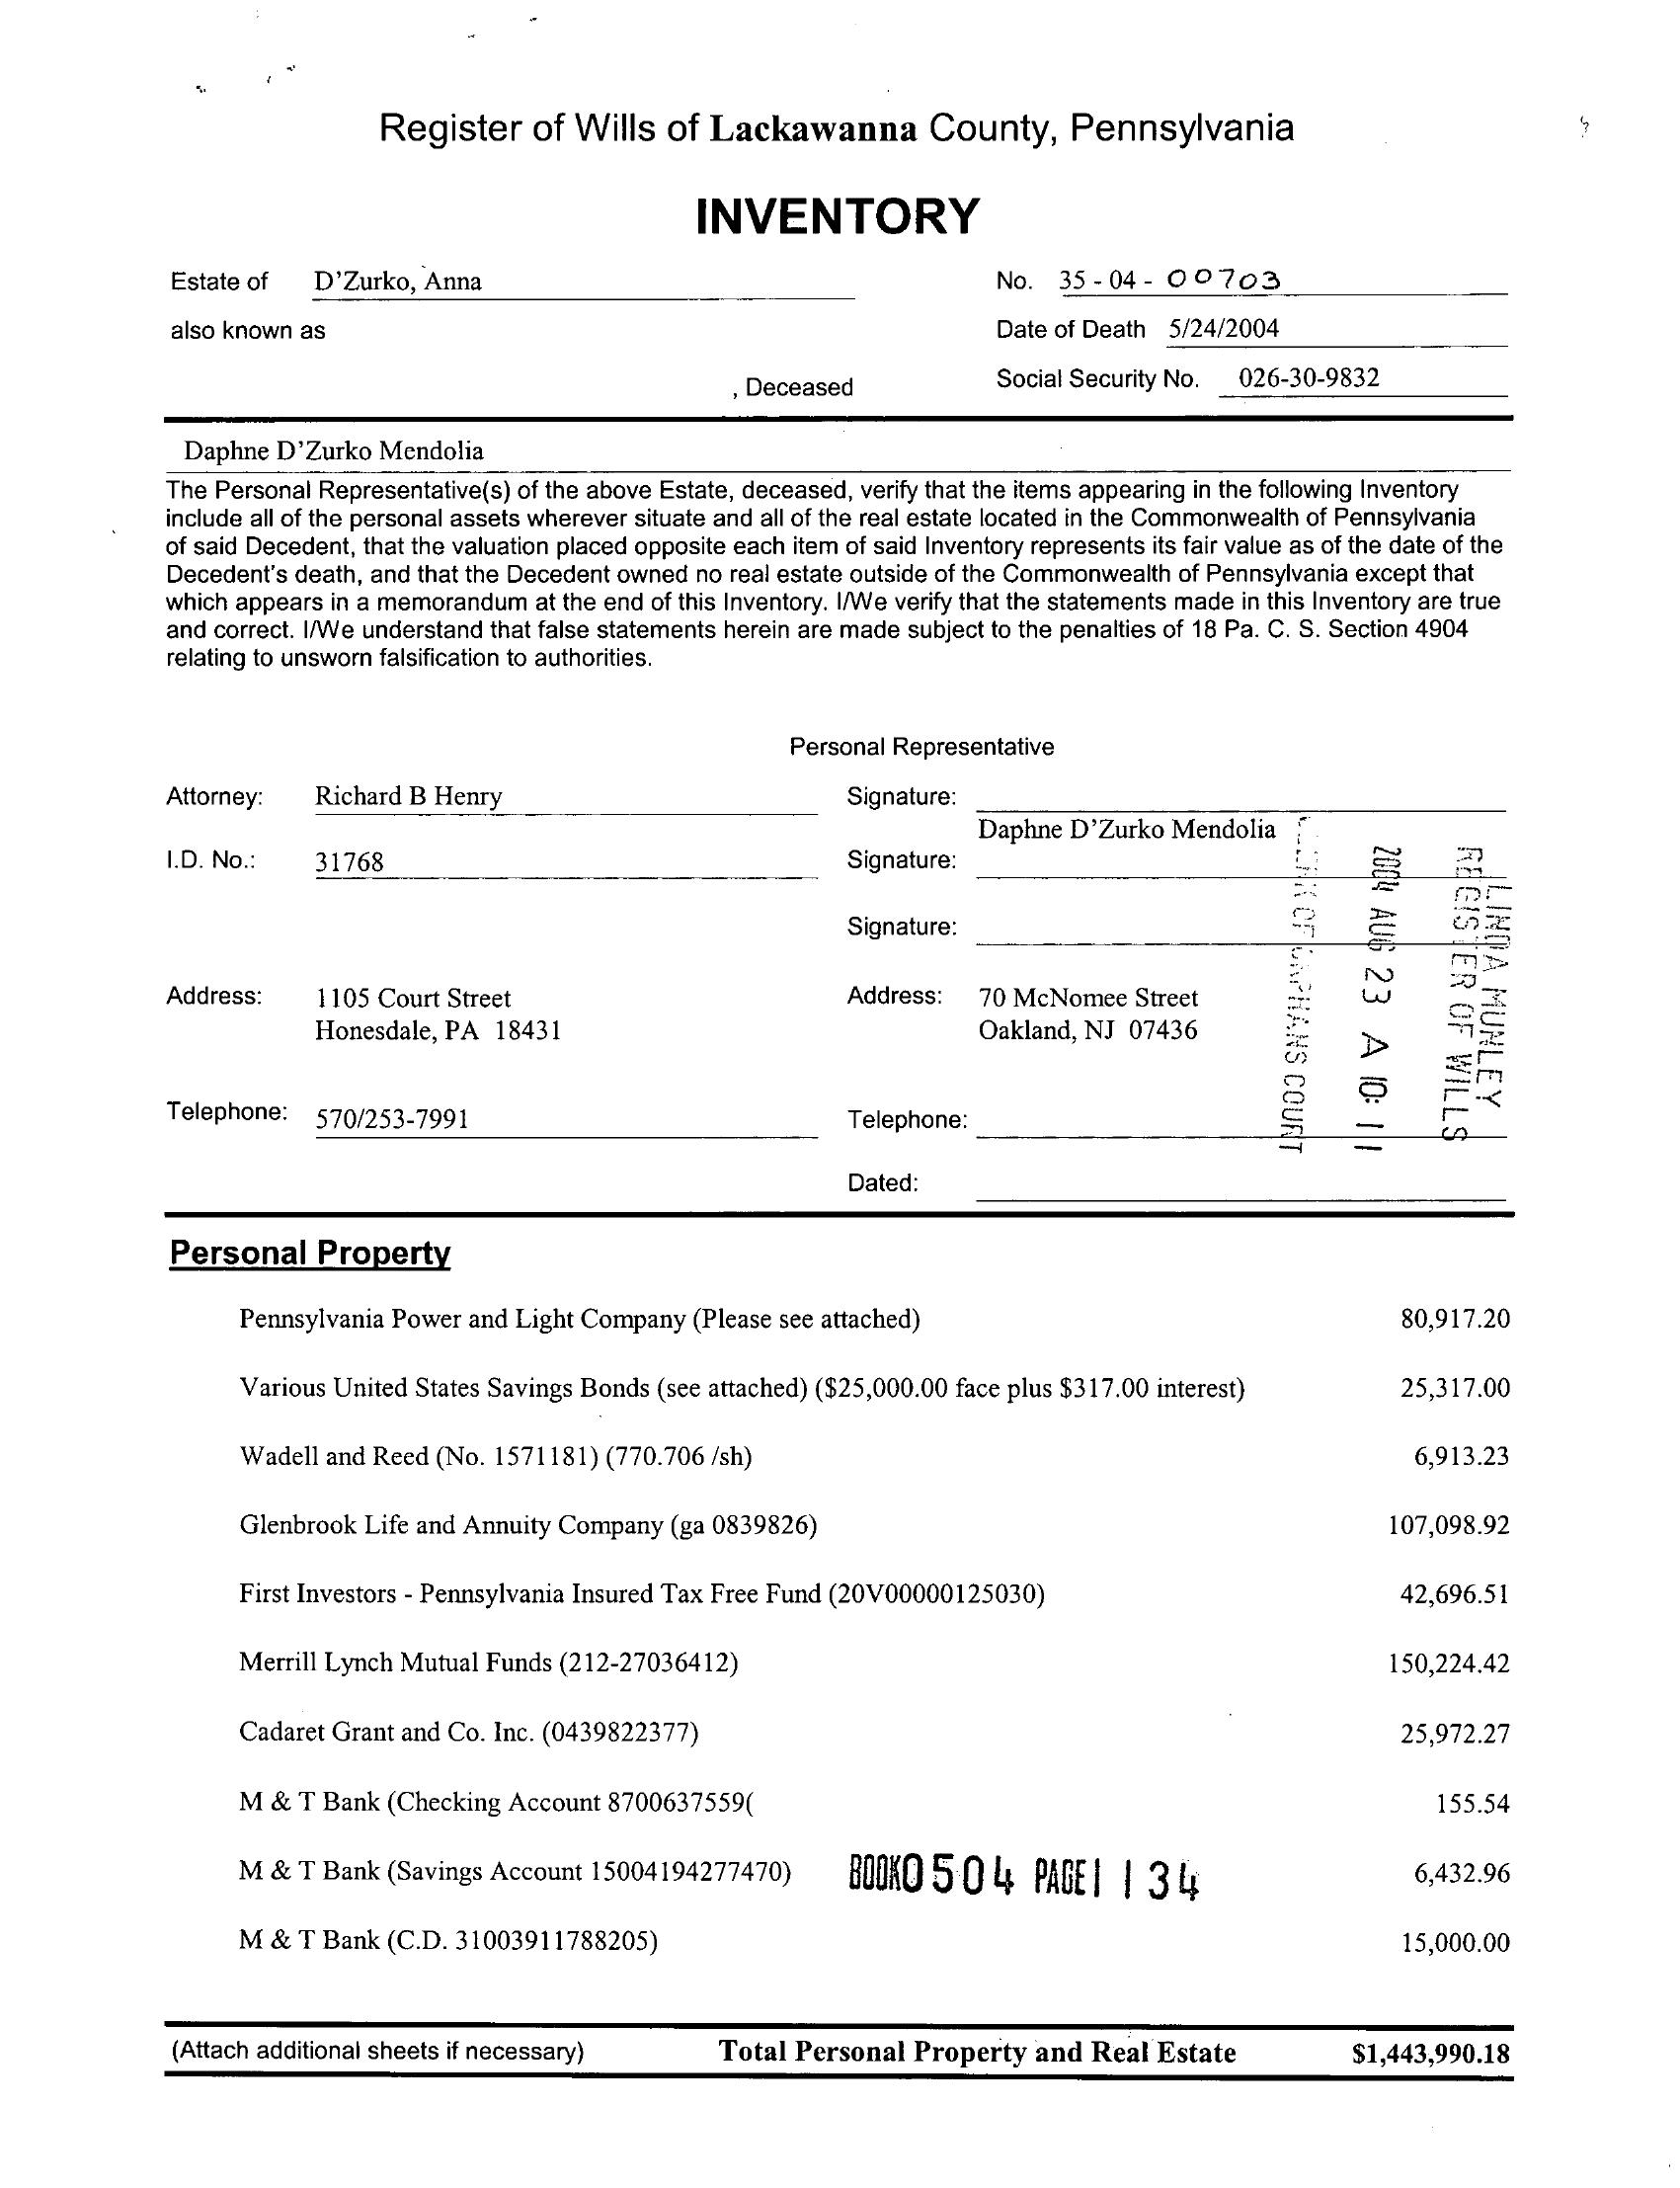 Register of Wills of Lackawanna County, Pennsylvania
INVENTORY
Estate of D'Zurko, Anna
No. 35 - 04 - 00703
also known as
Date of Death 5/24/2004
, Deceased
Social Security No. 026-30-9832
Daphne D'Zurko Mendolia
The Personal Representative(s) of the above Estate, deceased, verify that the items appearing in the following Inventory
include all of the personal assets wherever situate and all of the real estate located in the Commonwealth of Pennsylvania
of said Decedent, that the valuation placed opposite each item of said Inventory represents its fair value as of the date of the
Decedent's death, and that the Decedent owned no real estate outside of the Commonwealth of Pennsylvania except that
which appears in a memorandum at the end of this Inventory. I/We verify that the statements made in this Inventory are true
and correct. I/We understand that false statements herein are made subject to the penalties of 18 Pa. C. S. Section 4904
relating to unsworn falsification to authorities.
Personal Representative
Attorney: Richard B Henry
Signature:
Daphne D'Zurko Mendolia
I.D. No.: 31768
Signature:
Signature:
Address: 1105 Court Street
Honesdale, PA 18431
Address: 70 McNomee Street
Oakland, NJ 07436
Telephone: 570/253-7991
Telephone:
Dated:
LINDA MUNLEY
REGISTER OF WILLS
2004 AUG 23 A 10: 11
OF ORPHANS COURT
Personal Property
Pennsylvania Power and Light Company (Please see attached) 80,917.20
Various United States Savings Bonds (see attached) ($25,000.00 face plus $317.00 interest) 25,317.00
Wadell and Reed (No. 1571181) (770.706 /sh) 6,913.23
Glenbrook Life and Annuity Company (ga 0839826) 107,098.92
First Investors - Pennsylvania Insured Tax Free Fund (20V00000125030) 42,696.51
Merrill Lynch Mutual Funds (212-27036412) 150,224.42
Cadaret Grant and Co. Inc. (0439822377) 25,972.27
M & T Bank (Checking Account 8700637559( 155.54
M & T Bank (Savings Account 15004194277470) 6,432.96
BOOK0504 PAGE1134
M & T Bank (C.D. 31003911788205) 15,000.00
(Attach additional sheets if necessary) Total Personal Property and Real Estate $1,443,990.18